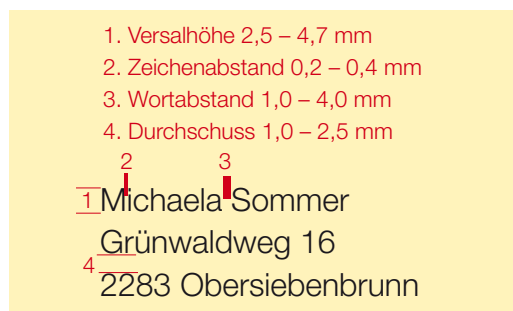 1. Versalhöhe 2,5 – 4,7 mm
2. Zeichenabstand 0,2 – 0,4 mm
3. Wortabstand 1,0 – 4,0 mm
4. Durchschuss 1,0 – 2,5 mm
2 3
1 Michaela Sommer
Grünwaldweg 16
4
2283 Obersiebenbrunn